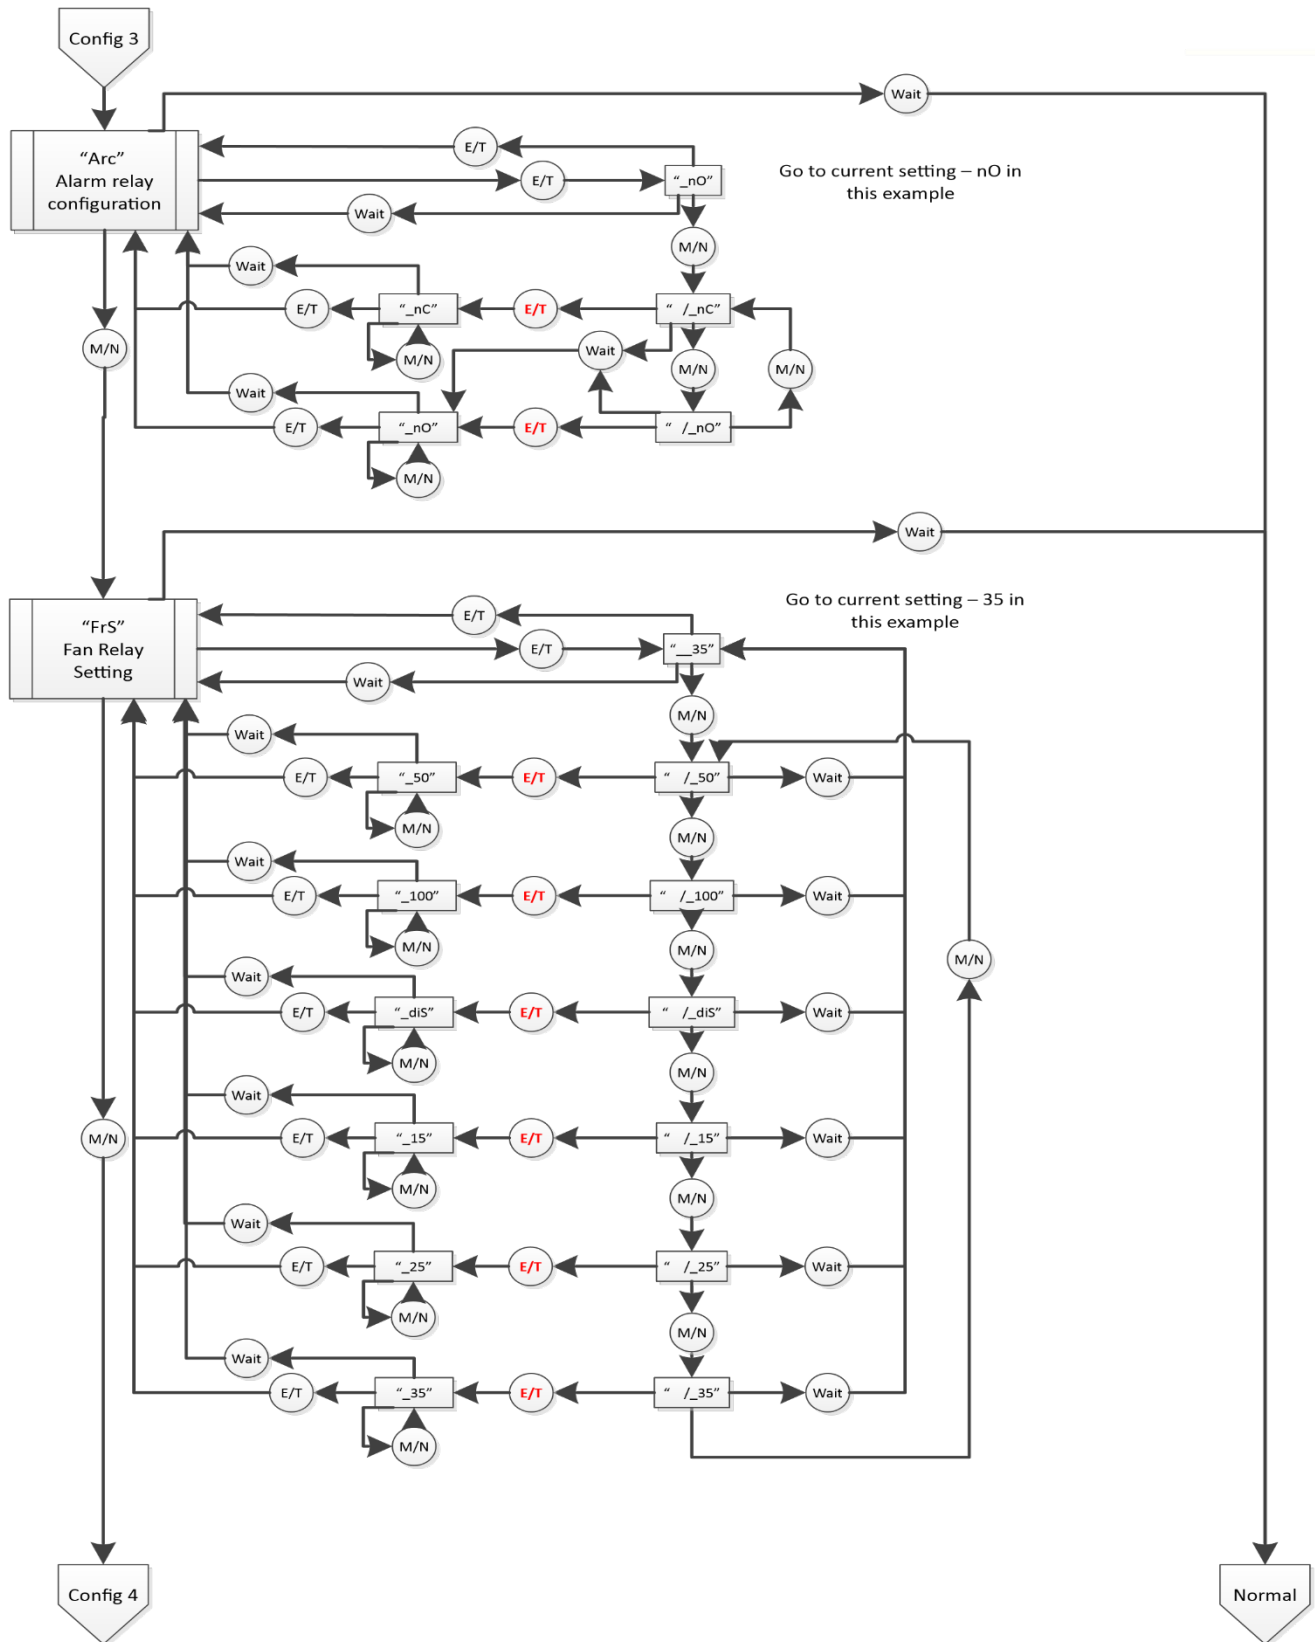 Config 3
Wait
E/T
“Arc”
Alarm relay
configuration
E/T
“_nO”
Go to current setting – nO in
this example
Wait
M/N
Wait
E/T
“_nC”
E/T
“ /_nC”
M/N
M/N
Wait
M/N
M/N
Wait
E/T
“_nO”
E/T
“ /_nO”
M/N
Wait
“FrS”
Fan Relay
Setting
E/T
E/T
“__35”
Go to current setting – 35 in
this example
Wait
M/N
Wait
E/T
“_50”
E/T
“ /_50”
Wait
M/N
M/N
Wait
E/T
“_100”
E/T
“ /_100”
Wait
M/N
M/N
M/N
Wait
E/T
“_diS”
E/T
“ /_diS”
Wait
M/N
M/N
Wait
M/N
E/T
“_15”
E/T
“ /_15”
Wait
M/N
M/N
Wait
E/T
“_25”
E/T
“ /_25”
Wait
M/N
M/N
Wait
E/T
“_35”
E/T
“ /_35”
Wait
M/N
Config 4
Normal